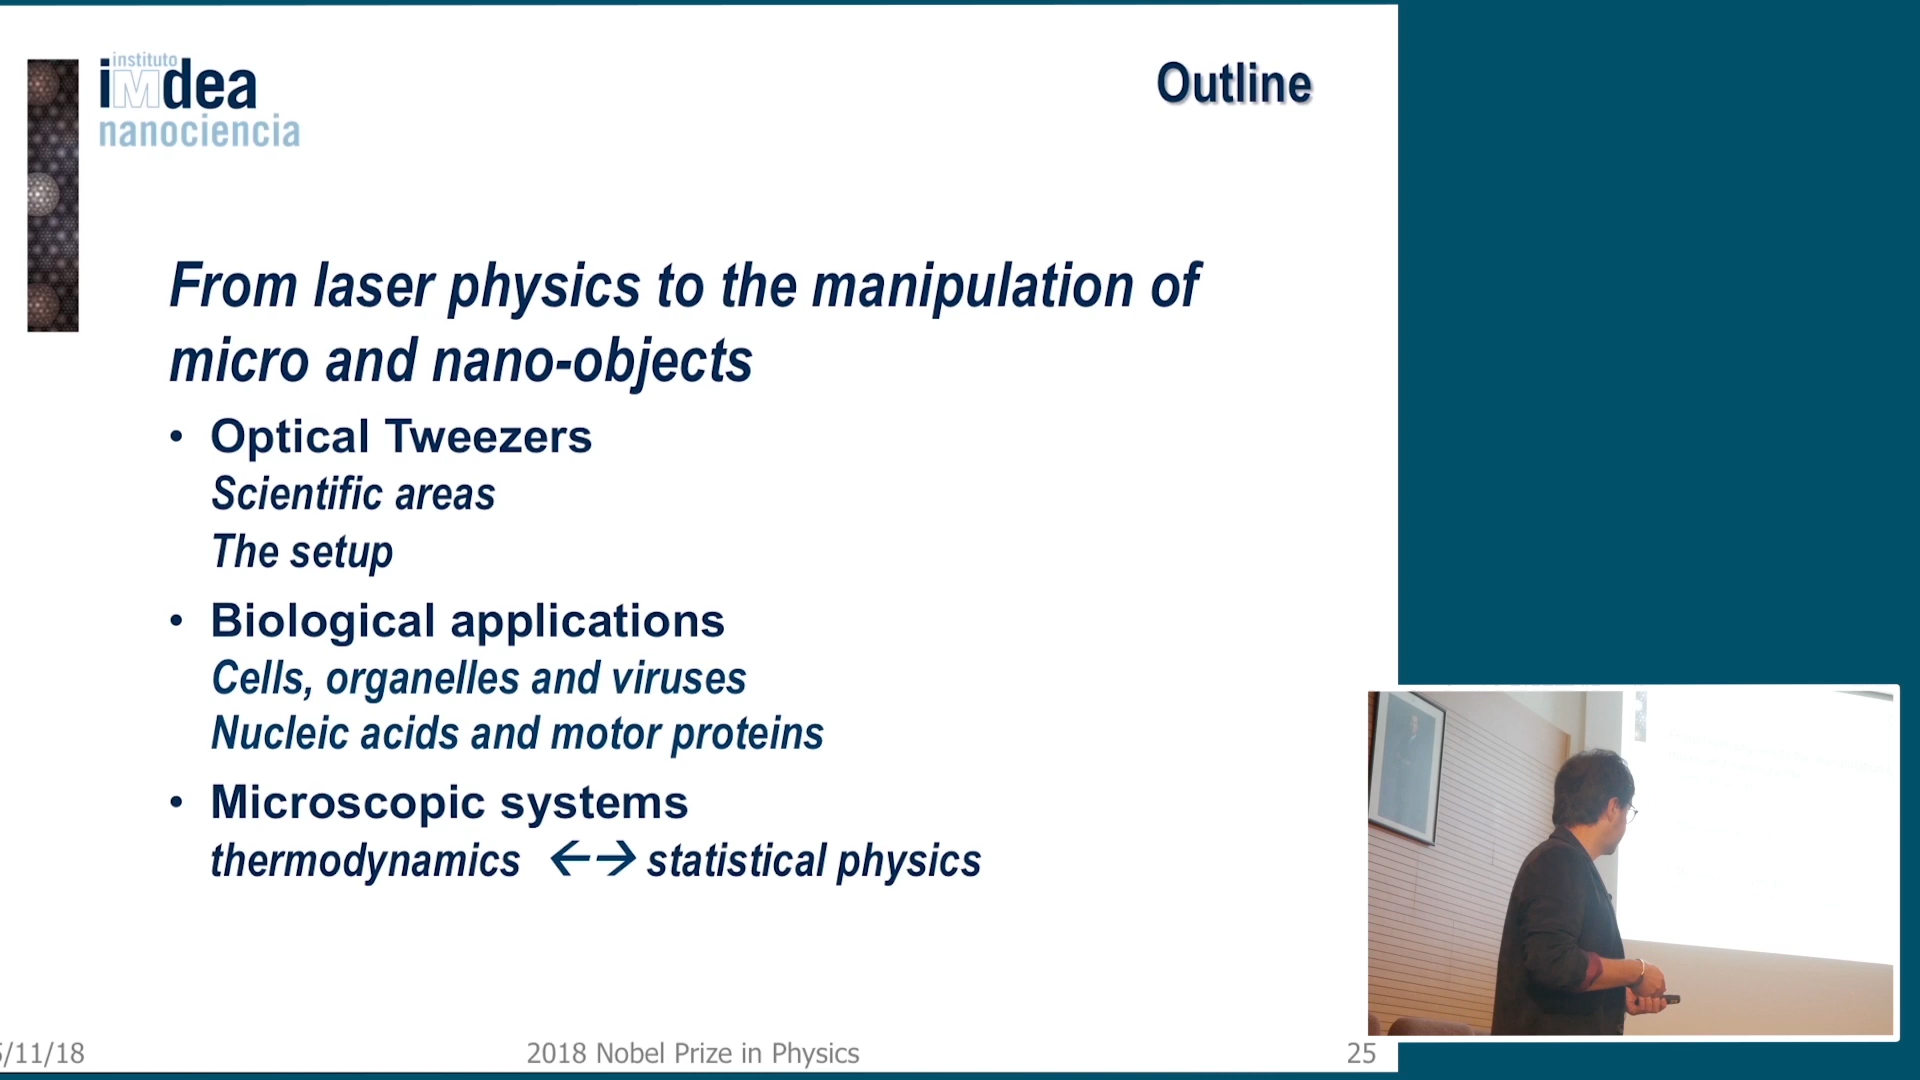 instituto
iMdea
nanociencia
Outline
From laser physics to the manipulation of
micro and nano-objects
• Optical Tweezers
Scientific areas
The setup
• Biological applications
Cells, organelles and viruses
Nucleic acids and motor proteins
• Microscopic systems
thermodynamics ←→ statistical physics
/11/18
2018 Nobel Prize in Physics
25